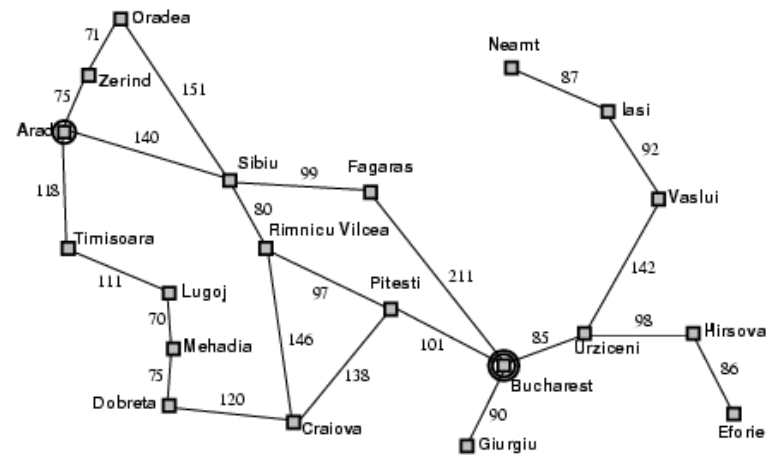 Oradea
71
Neamt
Zerind
87
151
75
Iasi
Arad
140
92
Sibiu
Fagaras
99
118
80
Vaslui
Timisoara
Rimnicu Vilcea
142
111
Lugoj
97
Pitesti
211
70
98
Hirsova
85
146
101
Urziceni
Mehadia
86
75
138
Bucharest
120
Dobreta
90
Craiova
Eforie
Giurgiu